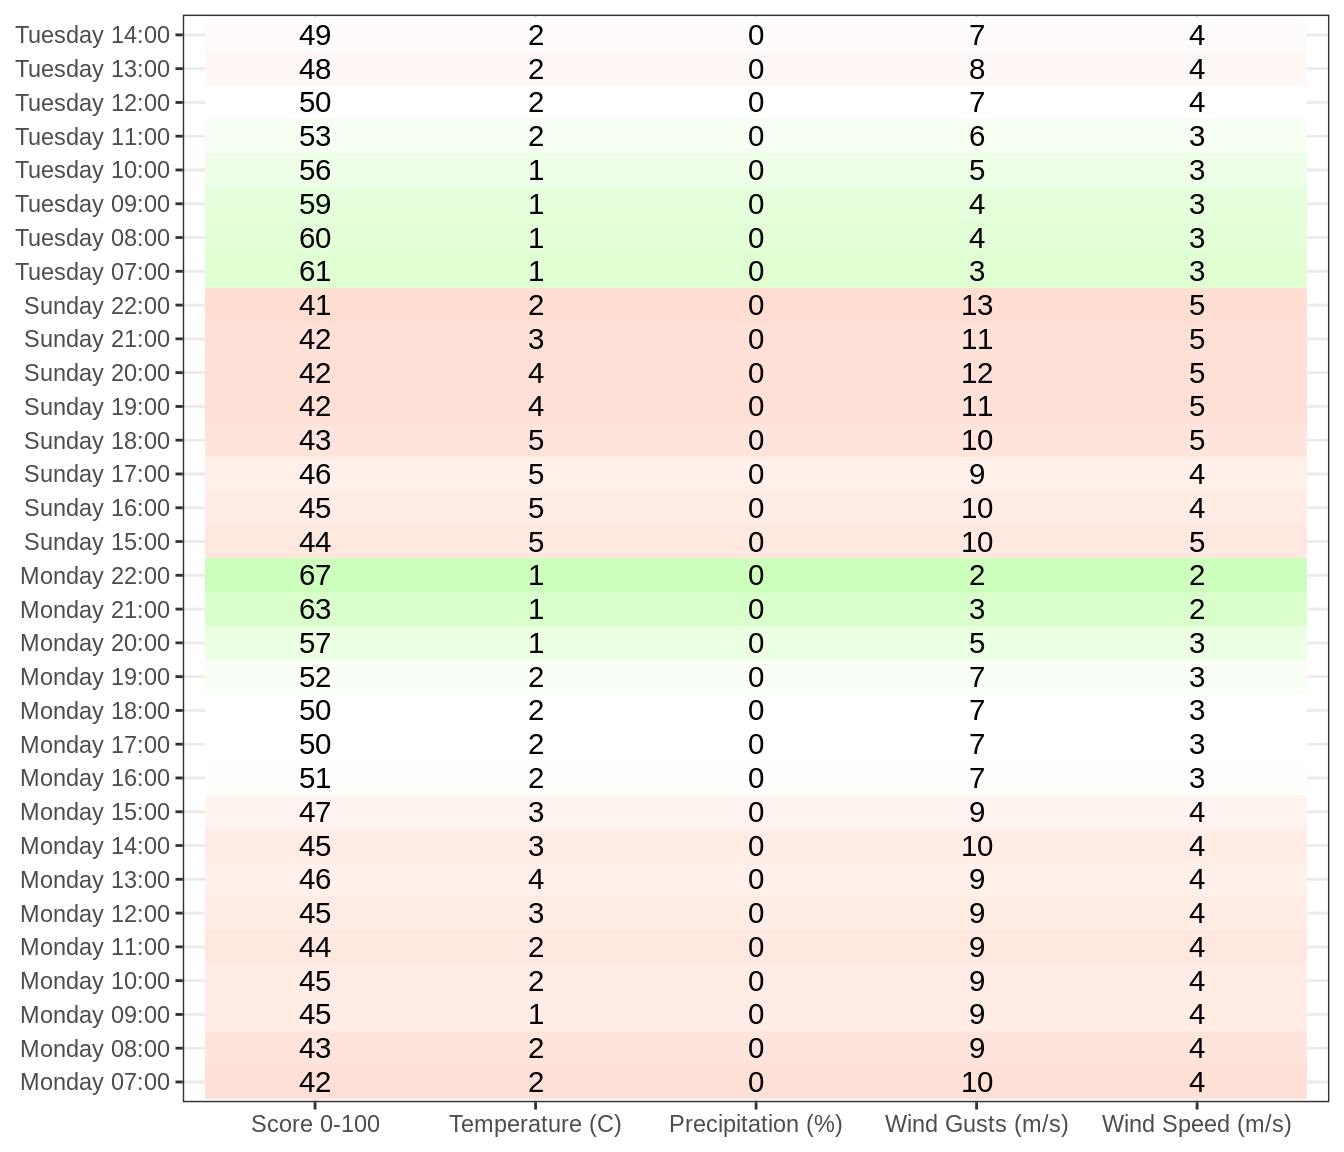 Tuesday 14:00 49 2 0 7 4
Tuesday 13:00 48 2 0 8 4
Tuesday 12:00 50 2 0 7 4
Tuesday 11:00 53 2 0 6 3
Tuesday 10:00 56 1 0 5 3
Tuesday 09:00 59 1 0 4 3
Tuesday 08:00 60 1 0 4 3
Tuesday 07:00 61 1 0 3 3
Sunday 22:00 41 2 0 13 5
Sunday 21:00 42 3 0 11 5
Sunday 20:00 42 4 0 12 5
Sunday 19:00 42 4 0 11 5
Sunday 18:00 43 5 0 10 5
Sunday 17:00 46 5 0 9 4
Sunday 16:00 45 5 0 10 4
Sunday 15:00 44 5 0 10 5
Monday 22:00 67 1 0 2 2
Monday 21:00 63 1 0 3 2
Monday 20:00 57 1 0 5 3
Monday 19:00 52 2 0 7 3
Monday 18:00 50 2 0 7 3
Monday 17:00 50 2 0 7 3
Monday 16:00 51 2 0 7 3
Monday 15:00 47 3 0 9 4
Monday 14:00 45 3 0 10 4
Monday 13:00 46 4 0 9 4
Monday 12:00 45 3 0 9 4
Monday 11:00 44 2 0 9 4
Monday 10:00 45 2 0 9 4
Monday 09:00 45 1 0 9 4
Monday 08:00 43 2 0 9 4
Monday 07:00 42 2 0 10 4
Score 0-100 Temperature (C) Precipitation (%) Wind Gusts (m/s) Wind Speed (m/s)